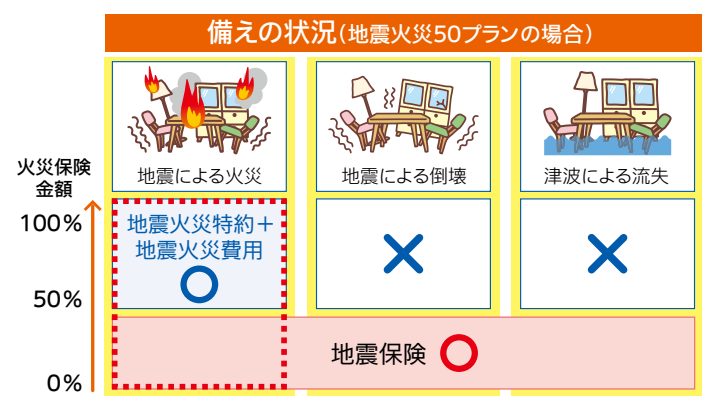 備えの状況(地震火災50プランの場合)
地震による火災
地震による倒壊
津波による流失
火災保険
金額
100%
50%
0%
地震火災特約＋
地震火災費用
地震保険